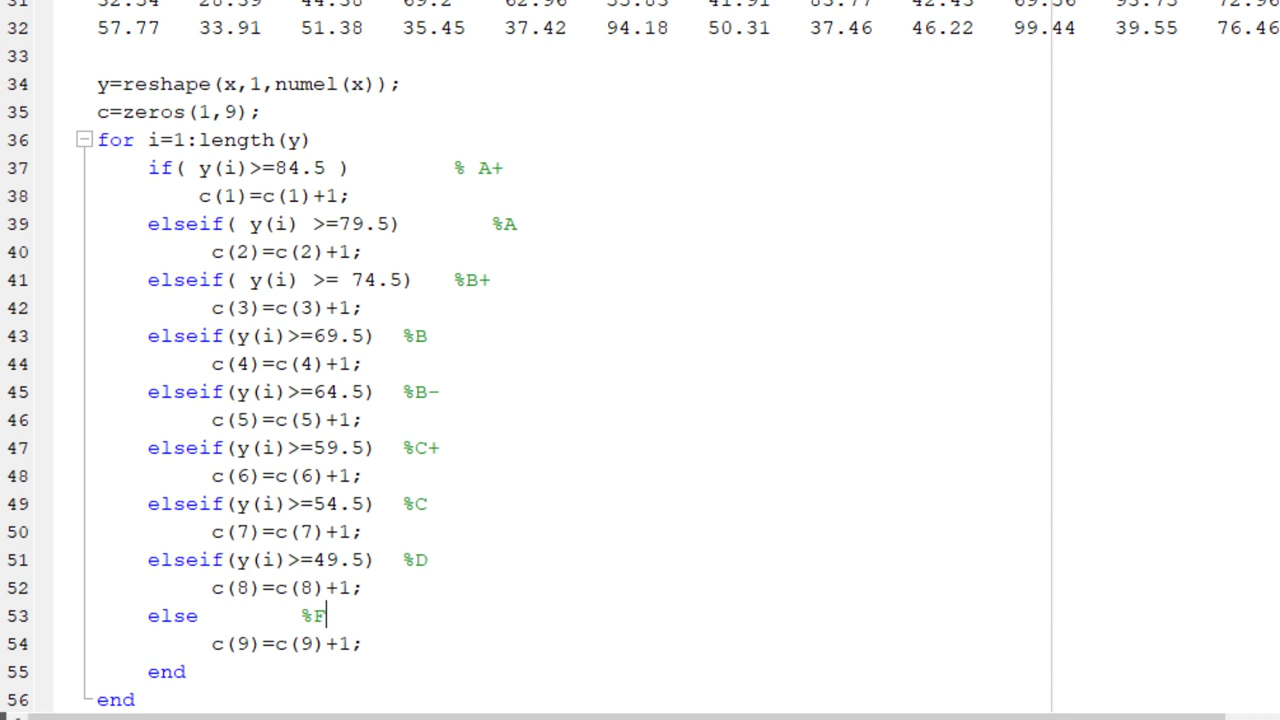 32 57.77 33.91 51.38 35.45 37.42 94.18 50.31 37.46 46.22 99.44 39.55 76.46
33
34 y=reshape(x,1,numel(x));
35 c=zeros(1,9);
36 for i=1:length(y)
37 if( y(i)>=84.5 ) % A+
38 c(1)=c(1)+1;
39 elseif( y(i) >=79.5) %A
40 c(2)=c(2)+1;
41 elseif( y(i) >= 74.5) %B+
42 c(3)=c(3)+1;
43 elseif(y(i)>=69.5) %B
44 c(4)=c(4)+1;
45 elseif(y(i)>=64.5) %B-
46 c(5)=c(5)+1;
47 elseif(y(i)>=59.5) %C+
48 c(6)=c(6)+1;
49 elseif(y(i)>=54.5) %C
50 c(7)=c(7)+1;
51 elseif(y(i)>=49.5) %D
52 c(8)=c(8)+1;
53 else %F
54 c(9)=c(9)+1;
55 end
56 end